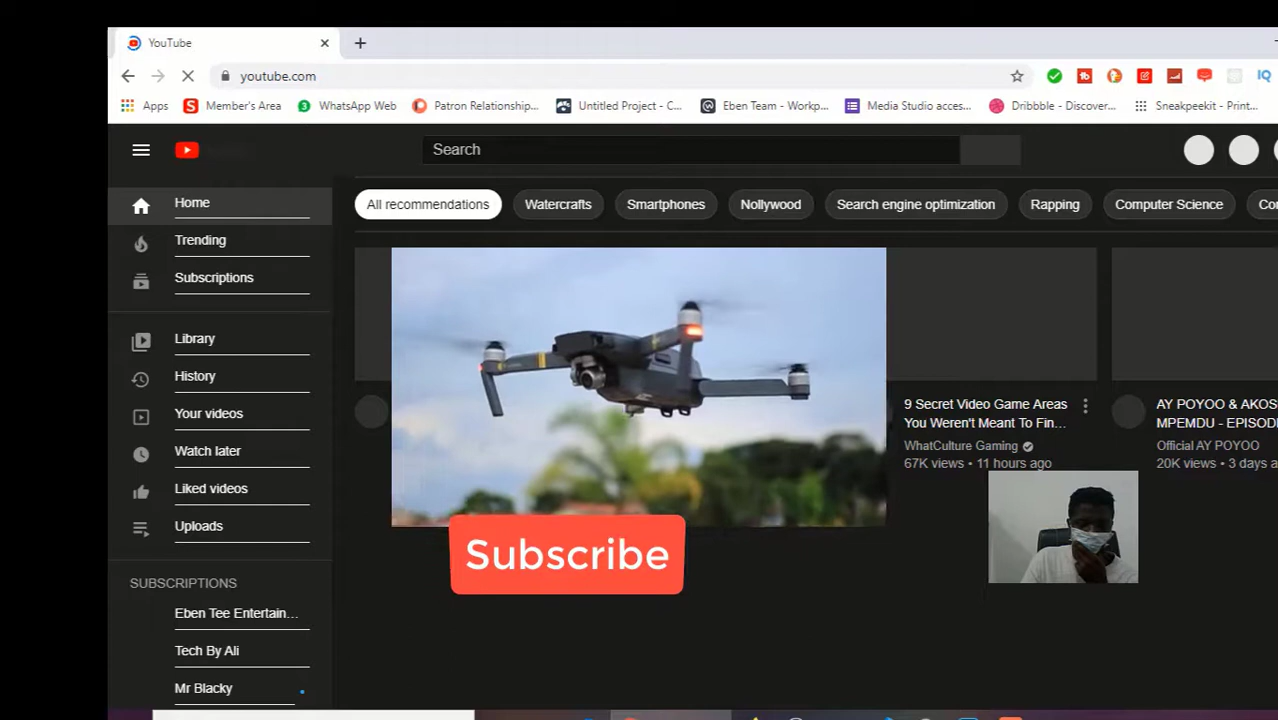 YouTube
youtube.com
Apps
Member's Area
WhatsApp Web
Patron Relationship...
Untitled Project - C...
Eben Team - Workp...
Media Studio acces...
Dribbble - Discover...
Sneakpeekit - Print...
IQ
Search
Home
Trending
Subscriptions
Library
History
Your videos
Watch later
Liked videos
Uploads
SUBSCRIPTIONS
Eben Tee Entertain...
Tech By Ali
Mr Blacky
All recommendations
Watercrafts
Smartphones
Nollywood
Search engine optimization
Rapping
Computer Science
9 Secret Video Game Areas
You Weren't Meant To Fin...
WhatCulture Gaming
67K views • 11 hours ago
AY POYOO & AKOS
MPEMDU - EPISOD
Official AY POYOO
20K views • 3 days a
Subscribe